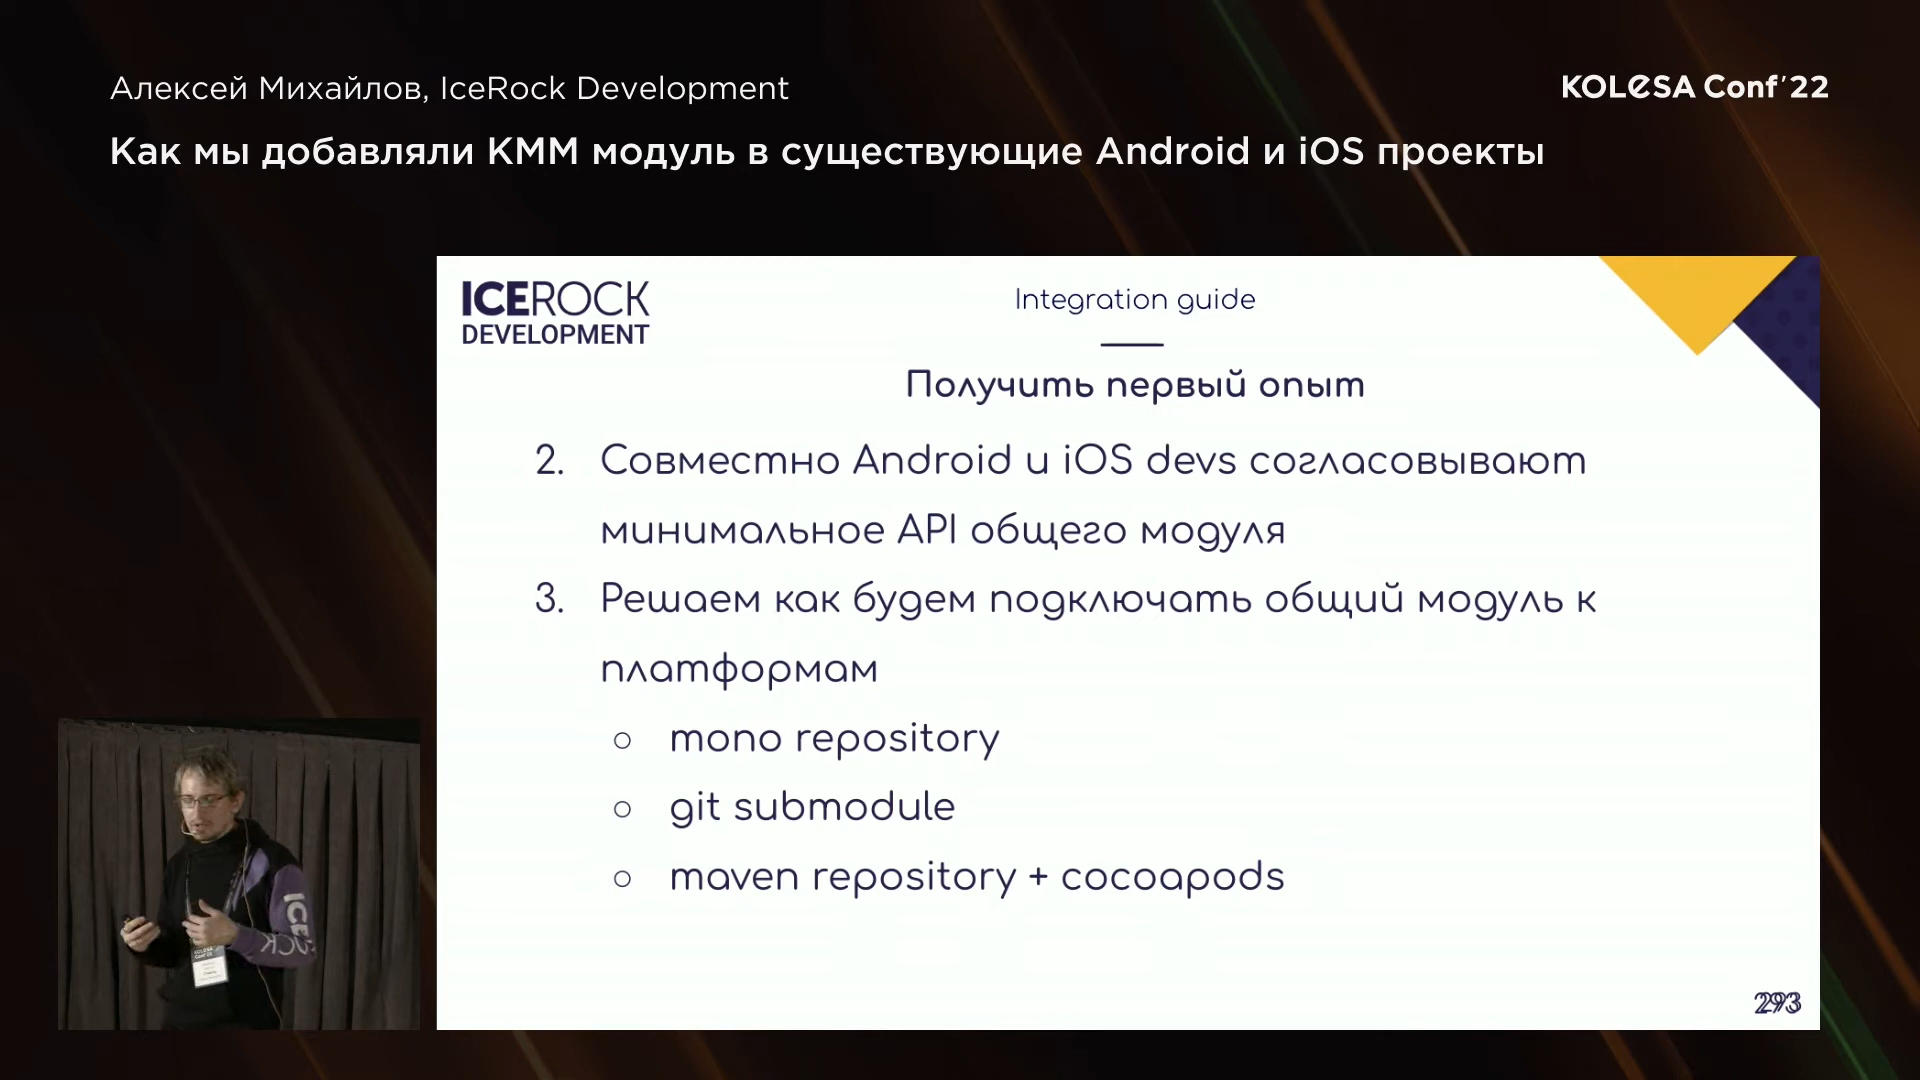 Алексей Михайлов, IceRock Development
KOLESA Conf'22
Как мы добавляли KMM модуль в существующие Android и iOS проекты
ICEROCK
DEVELOPMENT
Integration guide
Получить первый опыт
2. Совместно Android и iOS devs согласовывают
минимальное API общего модуля
3. Решаем как будем подключать общий модуль к
платформам
○ mono repository
○ git submodule
○ maven repository + cocoapods
293